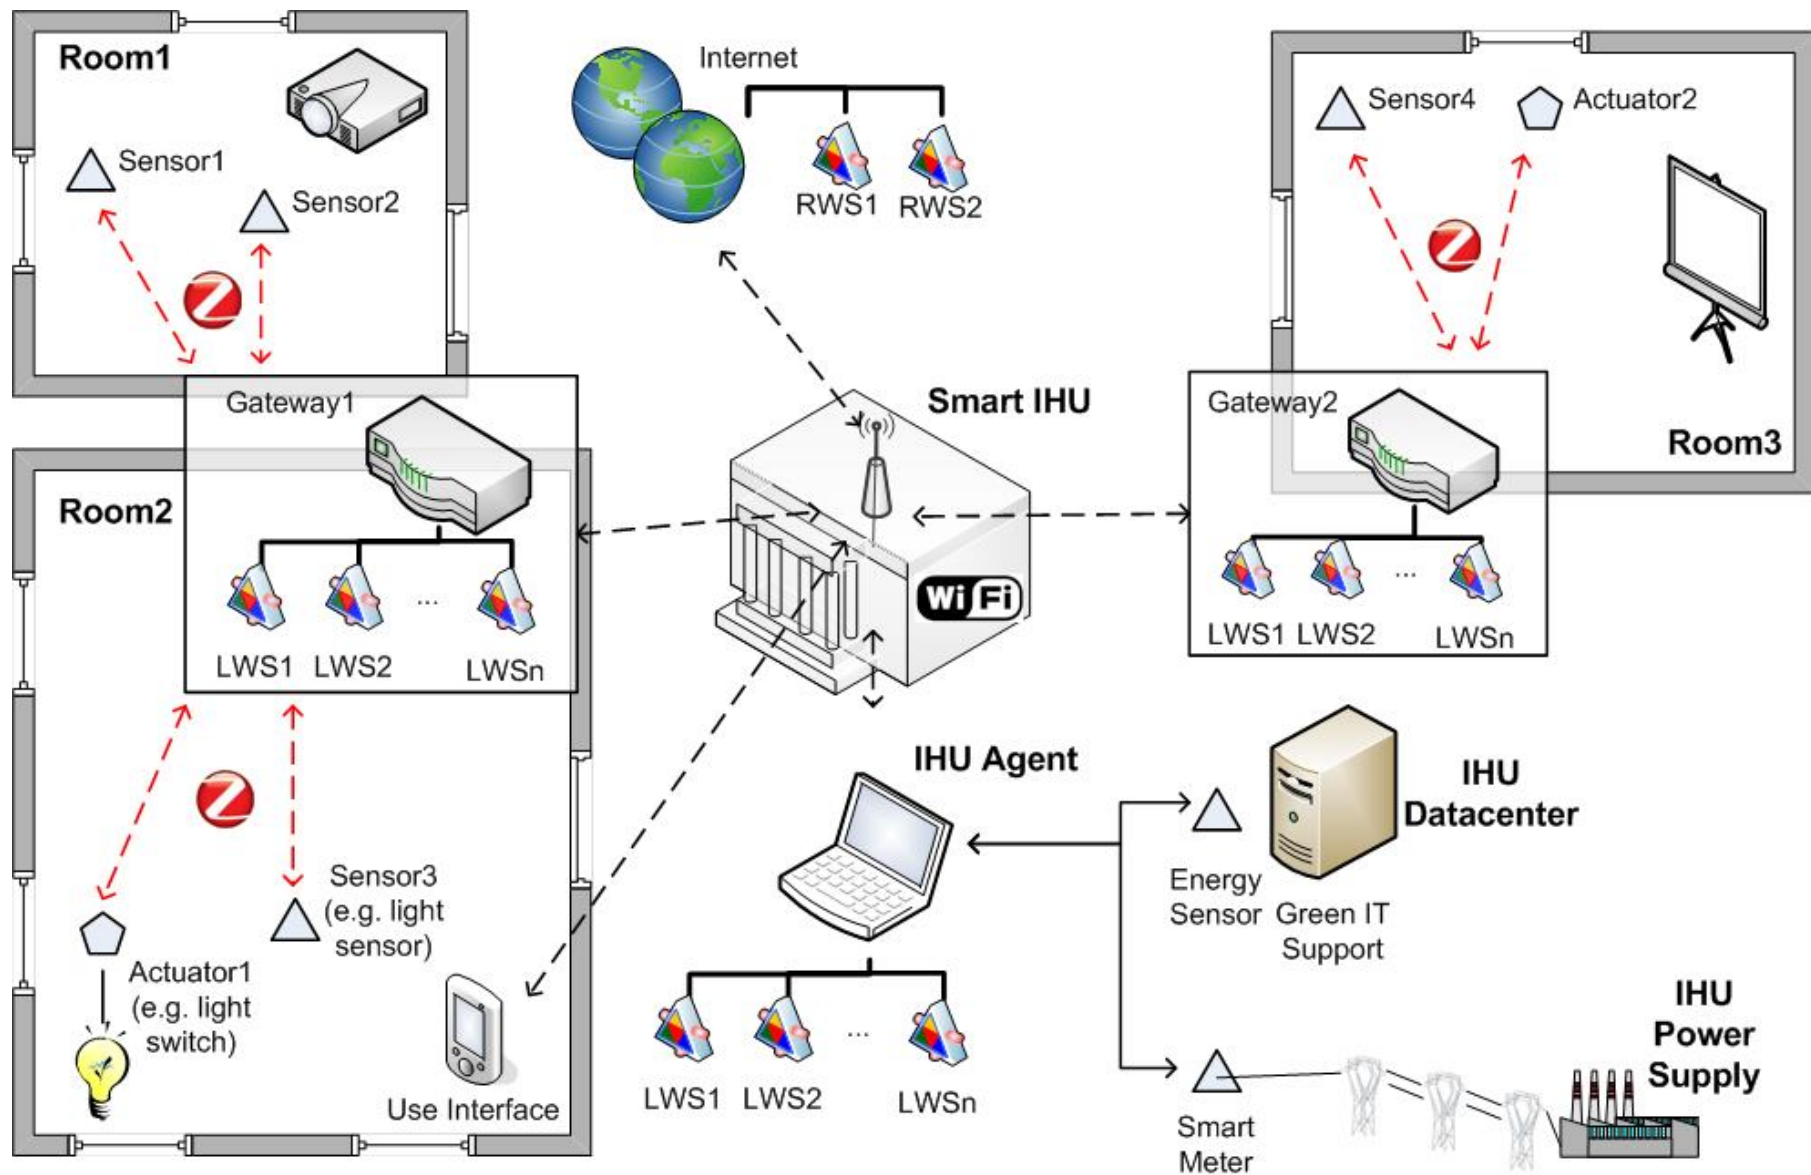 Room1
Sensor1
Sensor2
Z
Internet
RWS1
RWS2
Sensor4
Actuator2
Z
Gateway1
LWS1
LWS2
...
LWSn
Smart IHU
Wi Fi
Gateway2
LWS1
LWS2
...
LWSn
Room3
Room2
Z
Sensor3
(e.g. light
sensor)
Actuator1
(e.g. light
switch)
Use Interface
IHU Agent
LWS1
LWS2
...
LWSn
IHU
Datacenter
Energy
Sensor
Green IT
Support
IHU
Power
Supply
Smart
Meter